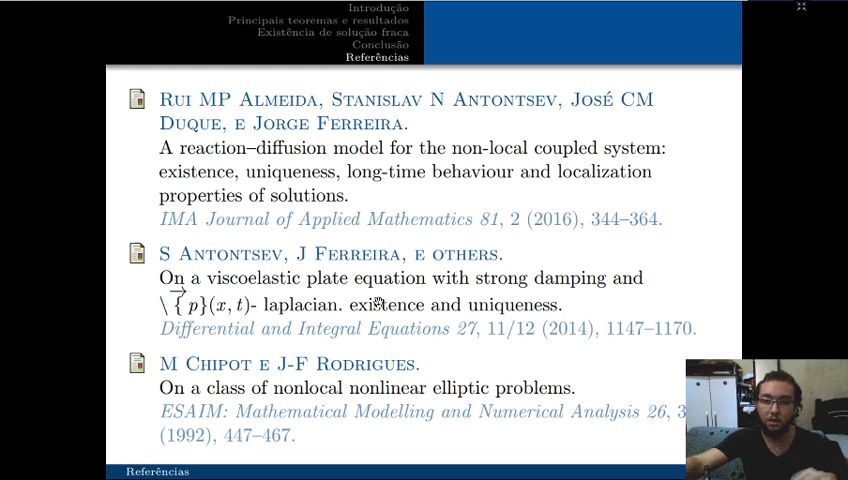 Introdução
Principais teoremas e resultados
Existência de solução fraca
Conclusão
Referências
Rui MP Almeida, Stanislav N Antontsev, José CM
Duque, e Jorge Ferreira.
A reaction–diffusion model for the non-local coupled system:
existence, uniqueness, long-time behaviour and localization
properties of solutions.
IMA Journal of Applied Mathematics 81, 2 (2016), 344–364.
S Antontsev, J Ferreira, e others.
On a viscoelastic plate equation with strong damping and
\$\overrightarrow{\{}p\}(x, t)$- laplacian. existence and uniqueness.
Differential and Integral Equations 27, 11/12 (2014), 1147–1170.
M Chipot e J-F Rodrigues.
On a class of nonlocal nonlinear elliptic problems.
ESAIM: Mathematical Modelling and Numerical Analysis 26, 3
(1992), 447–467.
Referências